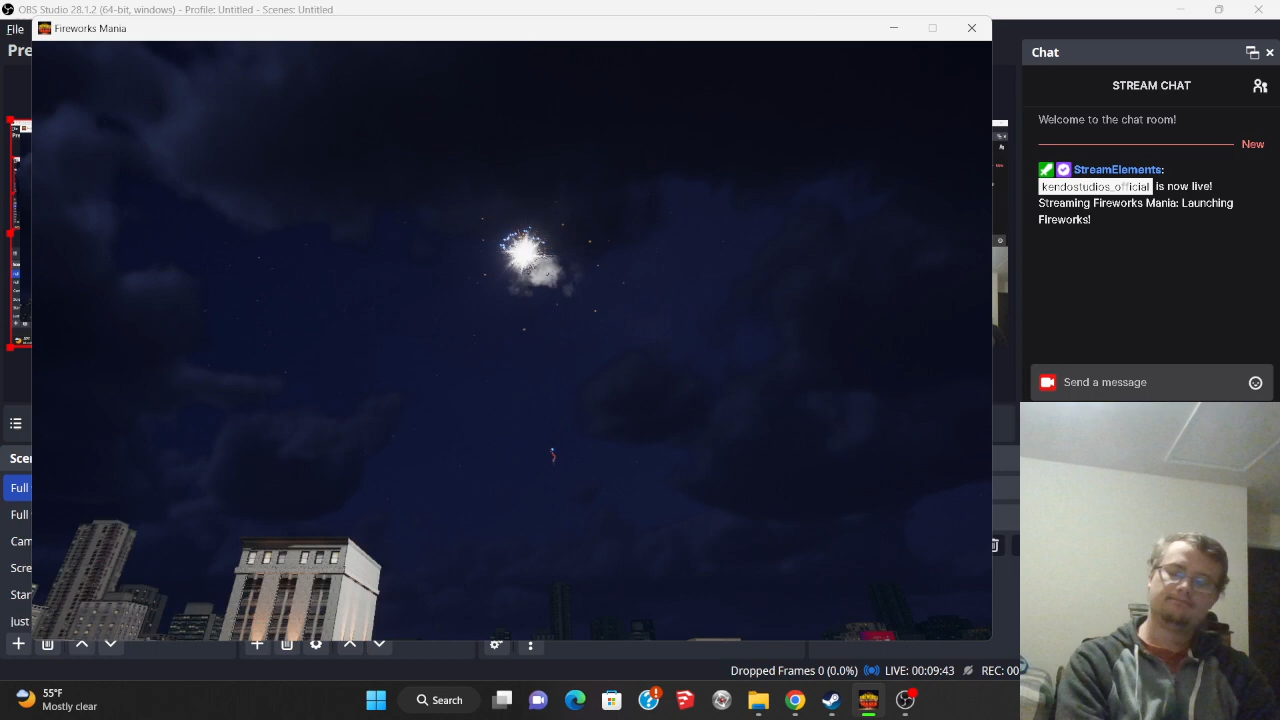 OBS Studio 28.1.2 (64-bit, windows) - Profile: Untitled - Scenes: Untitled
Fireworks Mania
File
Pre
Chat
STREAM CHAT
Welcome to the chat room!
New
StreamElements:
kendostudios_official is now live!
Streaming Fireworks Mania: Launching
Fireworks!
Send a message
Scen
Full
Full
Cam
Scre
Star
Just
Dropped Frames 0 (0.0%) LIVE: 00:09:43 REC: 00
55°F
Mostly clear
Search